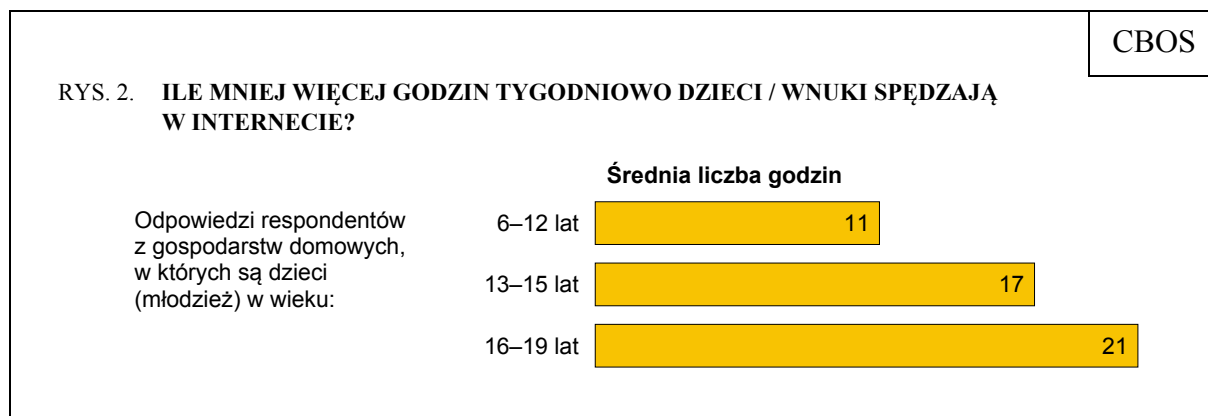 CBOS
RYS. 2. ILE MNIEJ WIĘCEJ GODZIN TYGODNIOWO DZIECI / WNUKI SPĘDZAJĄ
W INTERNECIE?
Średnia liczba godzin
Odpowiedzi respondentów
z gospodarstw domowych,
w których są dzieci
(młodzież) w wieku:
6–12 lat 11
13–15 lat 17
16–19 lat 21